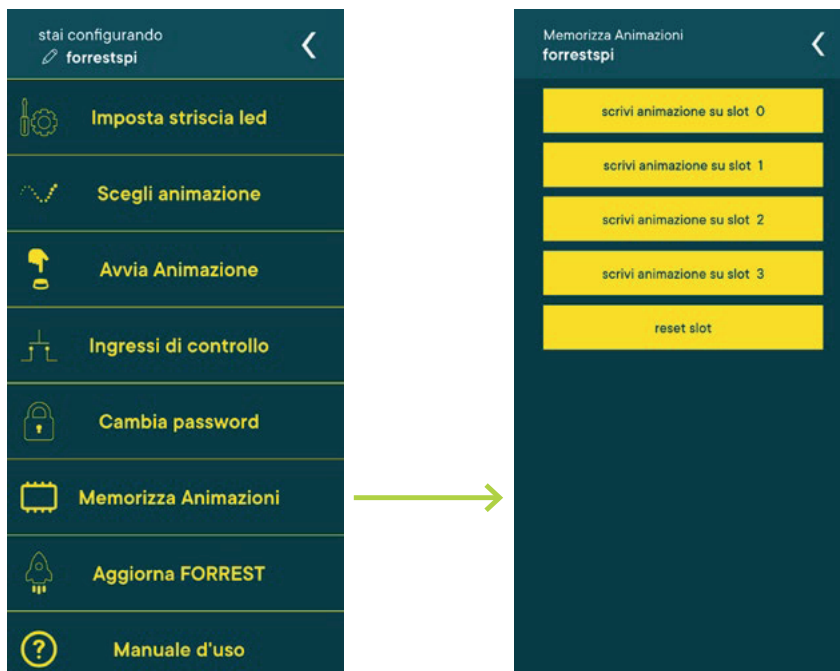 stai configurando
forrestspi
Imposta striscia led
Scegli animazione
Avvia Animazione
Ingressi di controllo
Cambia password
Memorizza Animazioni
Aggiorna FORREST
? Manuale d'uso
Memorizza Animazioni
forrestspi
scrivi animazione su slot 0
scrivi animazione su slot 1
scrivi animazione su slot 2
scrivi animazione su slot 3
reset slot